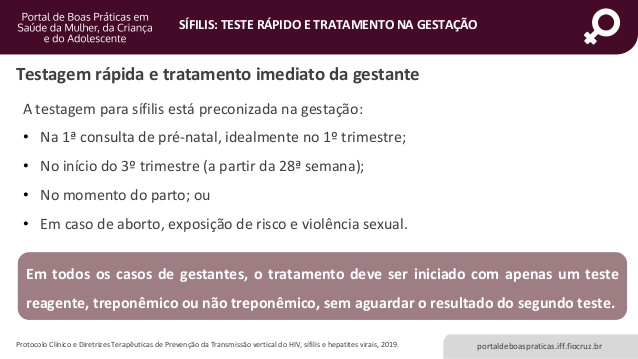 Portal de Boas Práticas em
Saúde da Mulher, da Criança
e do Adolescente
SÍFILIS: TESTE RÁPIDO E TRATAMENTO NA GESTAÇÃO
Testagem rápida e tratamento imediato da gestante
A testagem para sífilis está preconizada na gestação:
• Na 1ª consulta de pré-natal, idealmente no 1º trimestre;
• No início do 3º trimestre (a partir da 28ª semana);
• No momento do parto; ou
• Em caso de aborto, exposição de risco e violência sexual.
Em todos os casos de gestantes, o tratamento deve ser iniciado com apenas um teste
reagente, treponêmico ou não treponêmico, sem aguardar o resultado do segundo teste.
Protocolo Clínico e Diretrizes Terapêuticas de Prevenção da Transmissão vertical do HIV, sífilis e hepatites virais, 2019.
portaldeboaspraticas.iff.fiocruz.br